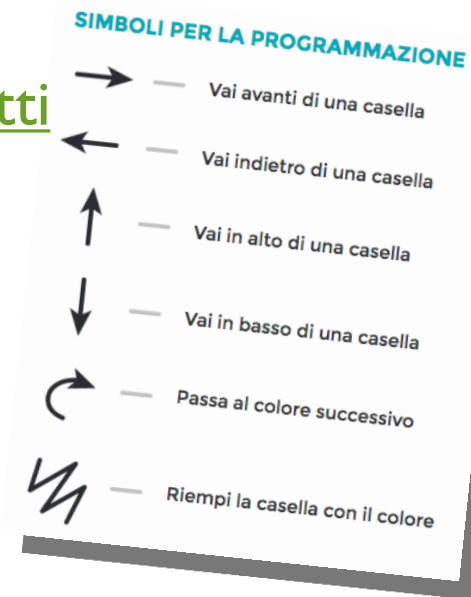 SIMBOLI PER LA PROGRAMMAZIONE
tti
Vai avanti di una casella
Vai indietro di una casella
Vai in alto di una casella
Vai in basso di una casella
Passa al colore successivo
Riempi la casella con il colore